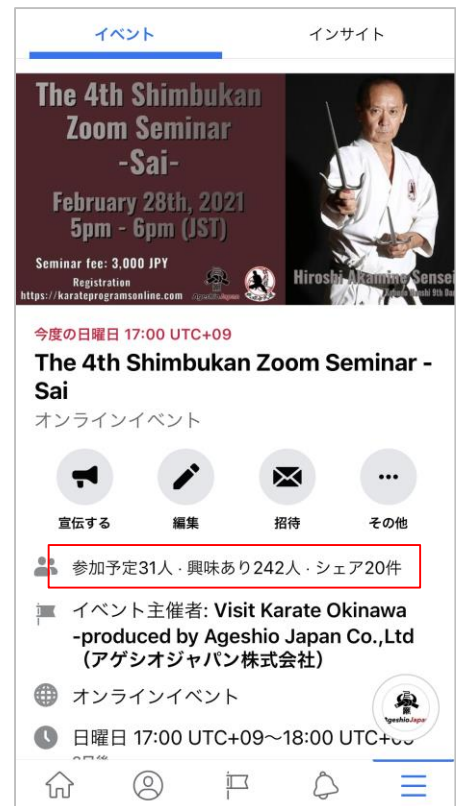 イベント
インサイト
The 4th Shimbukan
Zoom Seminar
-Sai-
February 28th, 2021
5pm - 6pm (JST)
Seminar fee: 3,000 JPY
Registration
https://karateprogramsonline.com
AgeshioJapan
Hiroshi Akamine Sensei
9th Dan
今度の日曜日 17:00 UTC+09
The 4th Shimbukan Zoom Seminar -
Sai
オンラインイベント
宣伝する
編集
招待
その他
参加予定31人 · 興味あり242人 · シェア20件
イベント主催者: Visit Karate Okinawa
-produced by Ageshio Japan Co.,Ltd
（アゲシオジャパン株式会社）
オンラインイベント
AgeshioJapan
日曜日 17:00 UTC+09～18:00 UTC+09